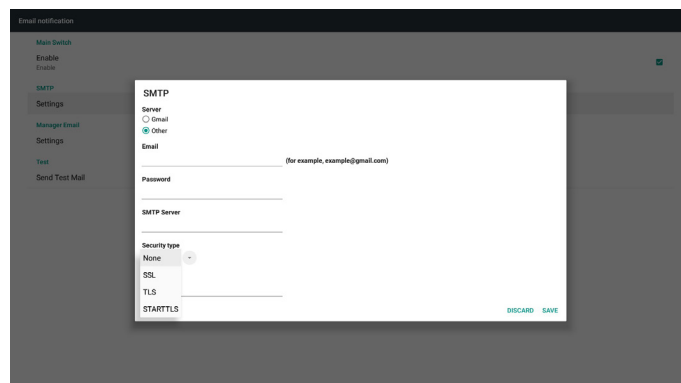 Email notification
Main Switch
Enable
Enable
SMTP
Settings
Manager Email
Settings
Test
Send Test Mail
SMTP
Server
Gmail
Other
Email
(for example, example@gmail.com)
Password
SMTP Server
Security type
None
SSL
TLS
STARTTLS
DISCARD SAVE